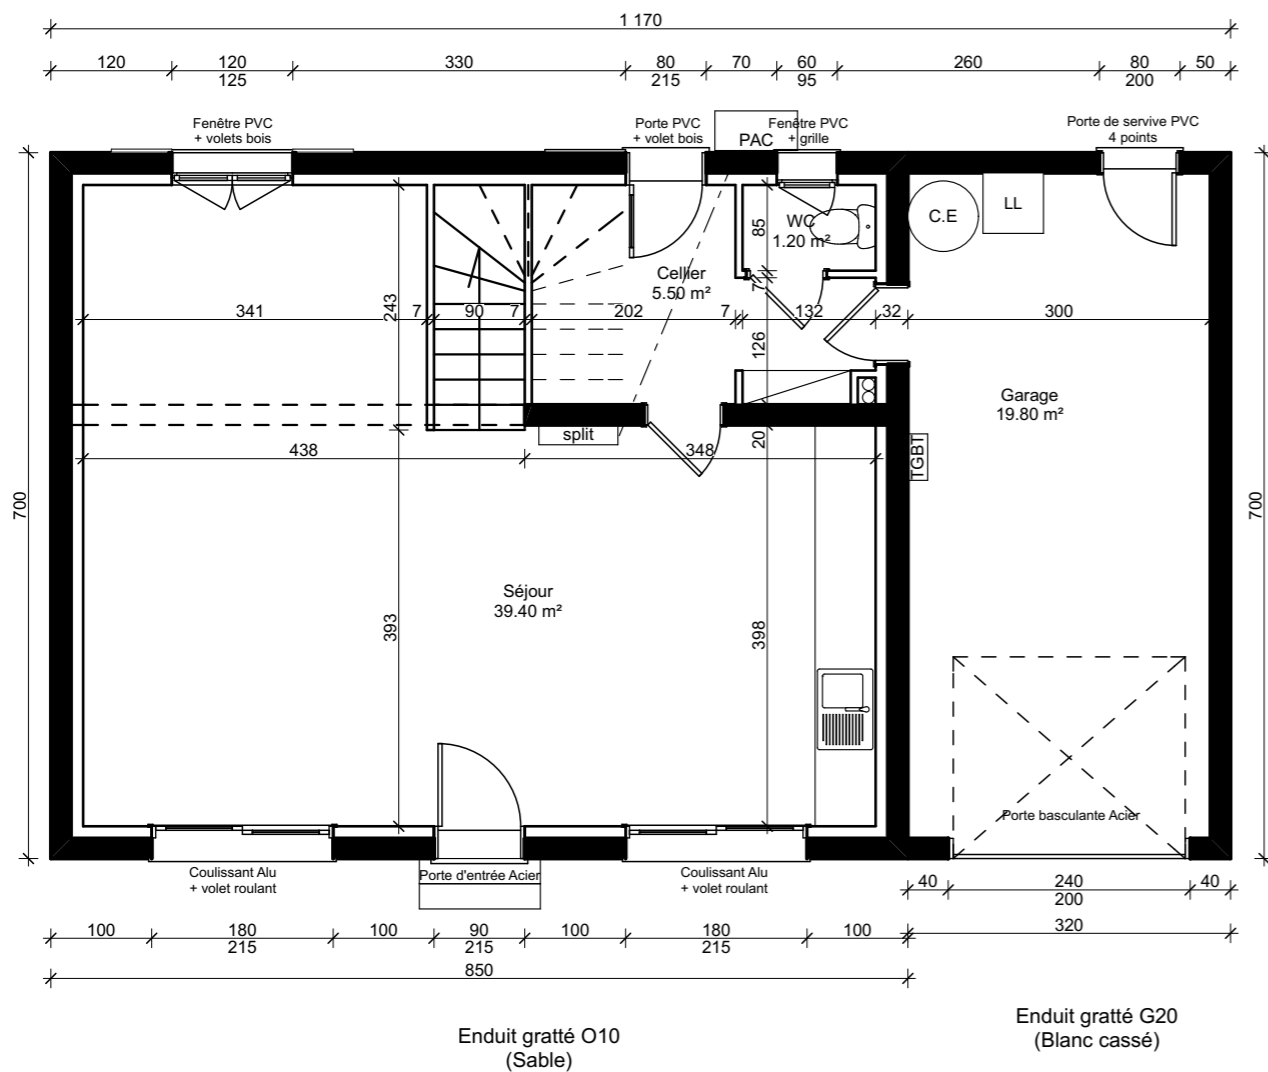 1 170
120
120
125
330
80
215
70
60
95
260
80
200
50
Fenêtre PVC
+ volets bois
Porte PVC
+ volet bois
PAC
Fenêtre PVC
+ grille
Porte de servive PVC
4 points
C.E
LL
WC
1.20 m²
85
7
Cellier
5.50 m²
341
243
7
90
7
202
7
132
32
300
126
Garage
19.80 m²
split
20
TGBT
438
348
700
700
Séjour
39.40 m²
393
398
Porte basculante Acier
Coulissant Alu
+ volet roulant
Porte d'entrée Acier
Coulissant Alu
+ volet roulant
40
240
200
40
100
180
215
100
90
215
100
180
215
100
320
850
Enduit gratté O10
(Sable)
Enduit gratté G20
(Blanc cassé)